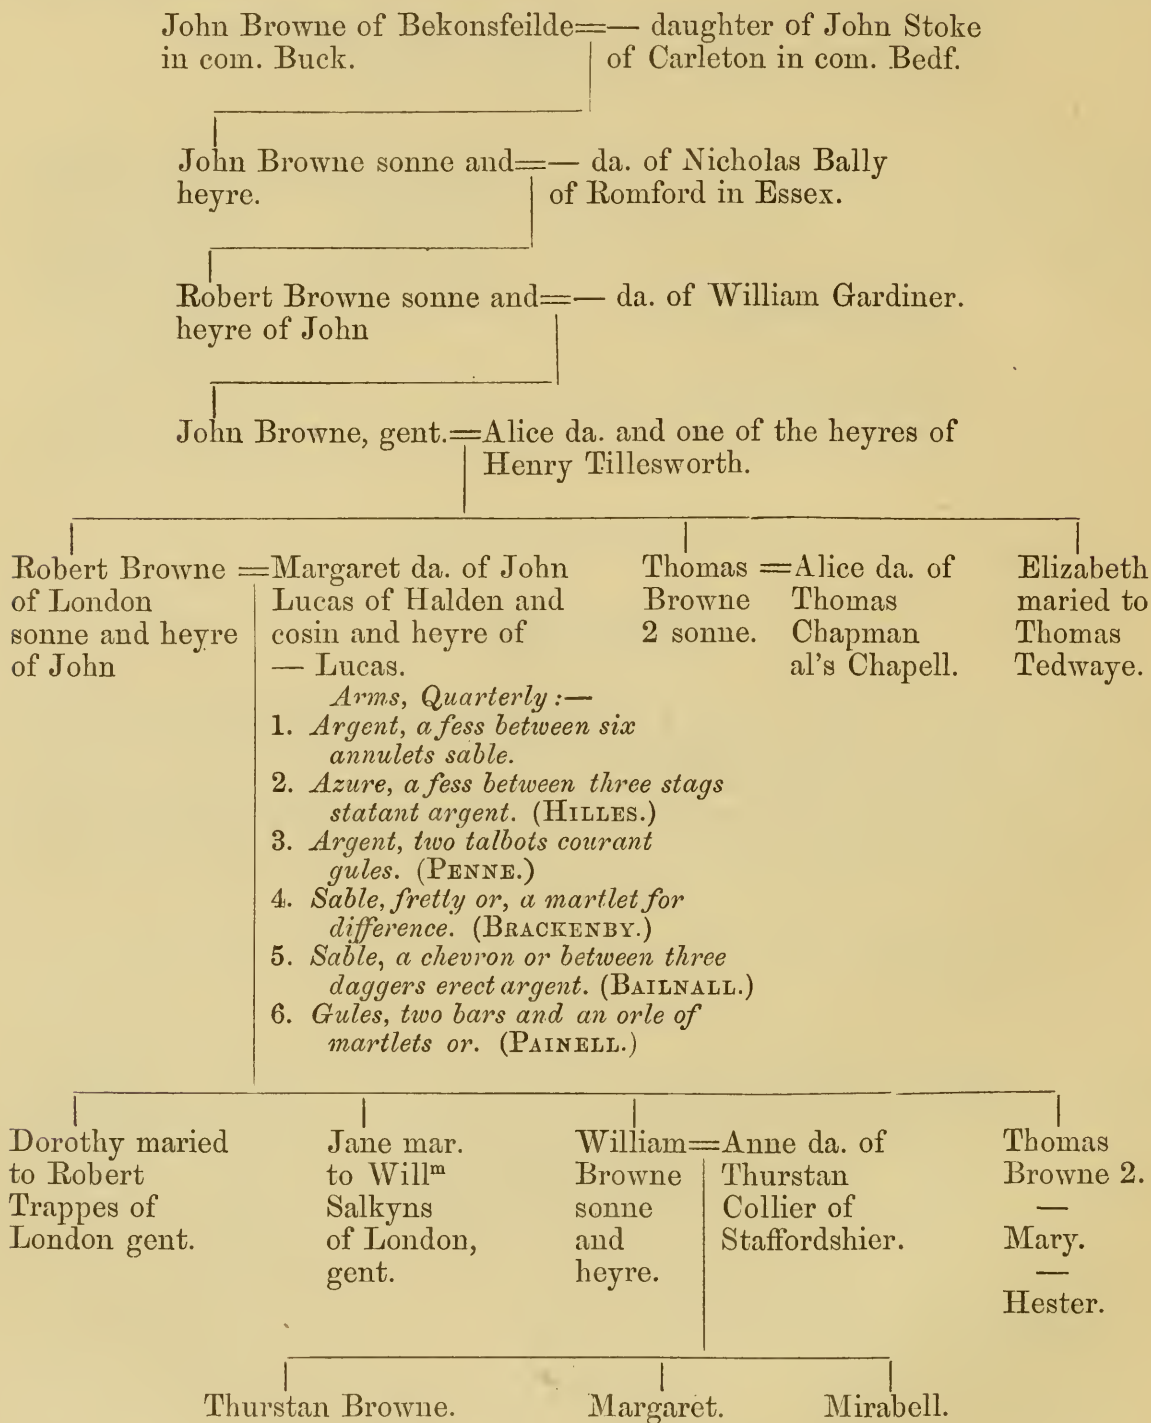 John Browne of Bekonsfeilde=— daughter of John Stoke
in com. Buck. of Carleton in com. Bedf.
John Browne sonne and=— da. of Nicholas Bally
heyre. of Romford in Essex.
Robert Browne sonne and=— da. of William Gardiner.
heyre of John
John Browne, gent.=Alice da. and one of the heyres of
Henry Tillesworth.
Robert Browne
of London
sonne and heyre
of John
=Margaret da. of John
Lucas of Halden and
cosin and heyre of
— Lucas.
Arms, Quarterly:—
1. Argent, a fess between six
annulets sable.
2. Azure, a fess between three stags
statant argent. (HILLES.)
3. Argent, two talbots courant
gules. (PENNE.)
4. Sable, fretty or, a martlet for
difference. (BRACKENBY.)
5. Sable, a chevron or between three
daggers erect argent. (BAILNALL.)
6. Gules, two bars and an orle of
martlets or. (PAINELL.)
Thomas
Browne
2 sonne.
=Alice da. of
Thomas
Chapman
al's Chapell.
Elizabeth
maried to
Thomas
Tedwaye.
Dorothy maried
to Robert
Trappes of
London gent.
Jane mar.
to Willᵐ
Salkyns
of London,
gent.
William
Browne
sonne
and
heyre.
=Anne da. of
Thurstan
Collier of
Staffordshier.
Thomas
Browne 2.
—
Mary.
—
Hester.
Thurstan Browne. Margaret. Mirabell.